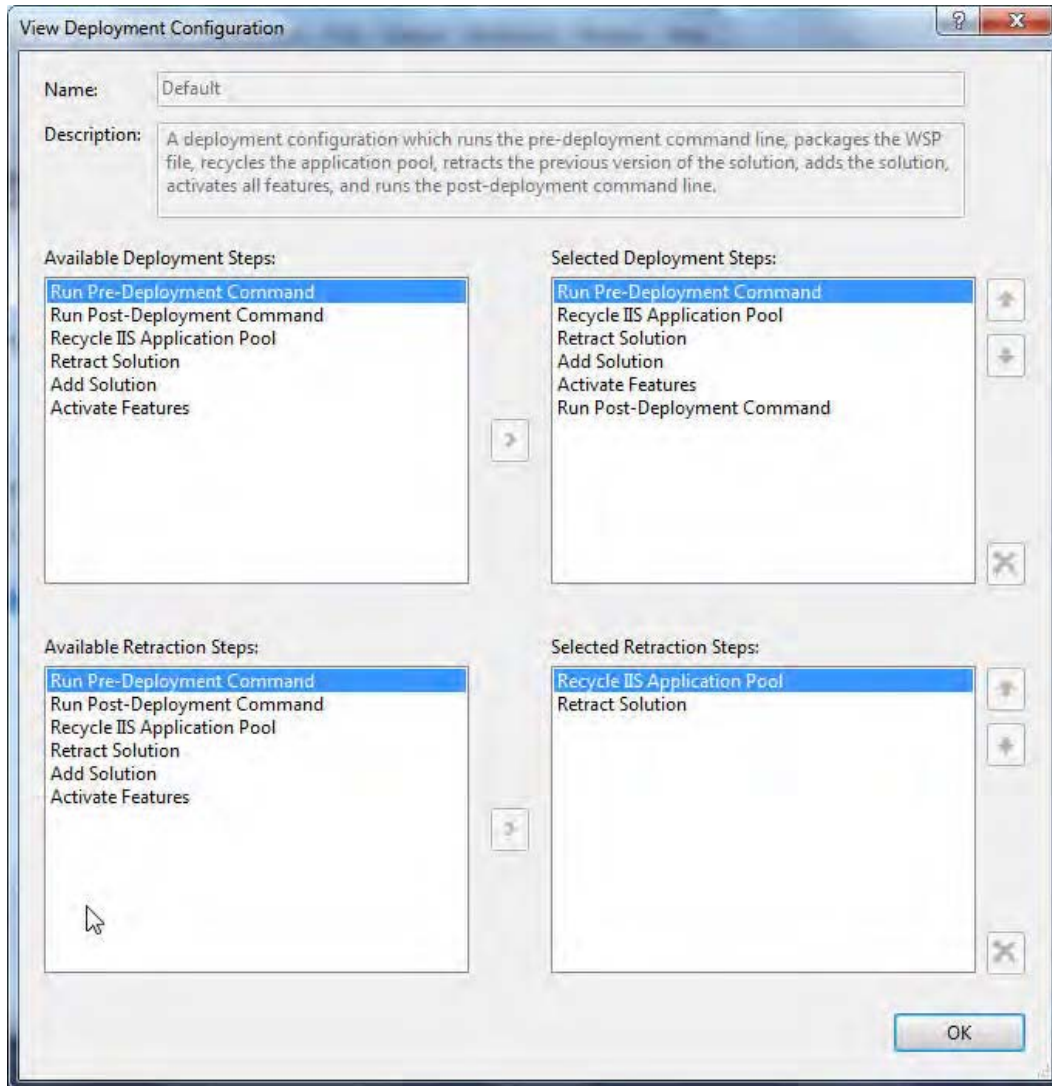 View Deployment Configuration
Name: Default
Description: A deployment configuration which runs the pre-deployment command line, packages the WSP
file, recycles the application pool, retracts the previous version of the solution, adds the solution,
activates all features, and runs the post-deployment command line.
Available Deployment Steps:
Run Pre-Deployment Command
Run Post-Deployment Command
Recycle IIS Application Pool
Retract Solution
Add Solution
Activate Features
Selected Deployment Steps:
Run Pre-Deployment Command
Recycle IIS Application Pool
Retract Solution
Add Solution
Activate Features
Run Post-Deployment Command
Available Retraction Steps:
Run Pre-Deployment Command
Run Post-Deployment Command
Recycle IIS Application Pool
Retract Solution
Add Solution
Activate Features
Selected Retraction Steps:
Recycle IIS Application Pool
Retract Solution
OK